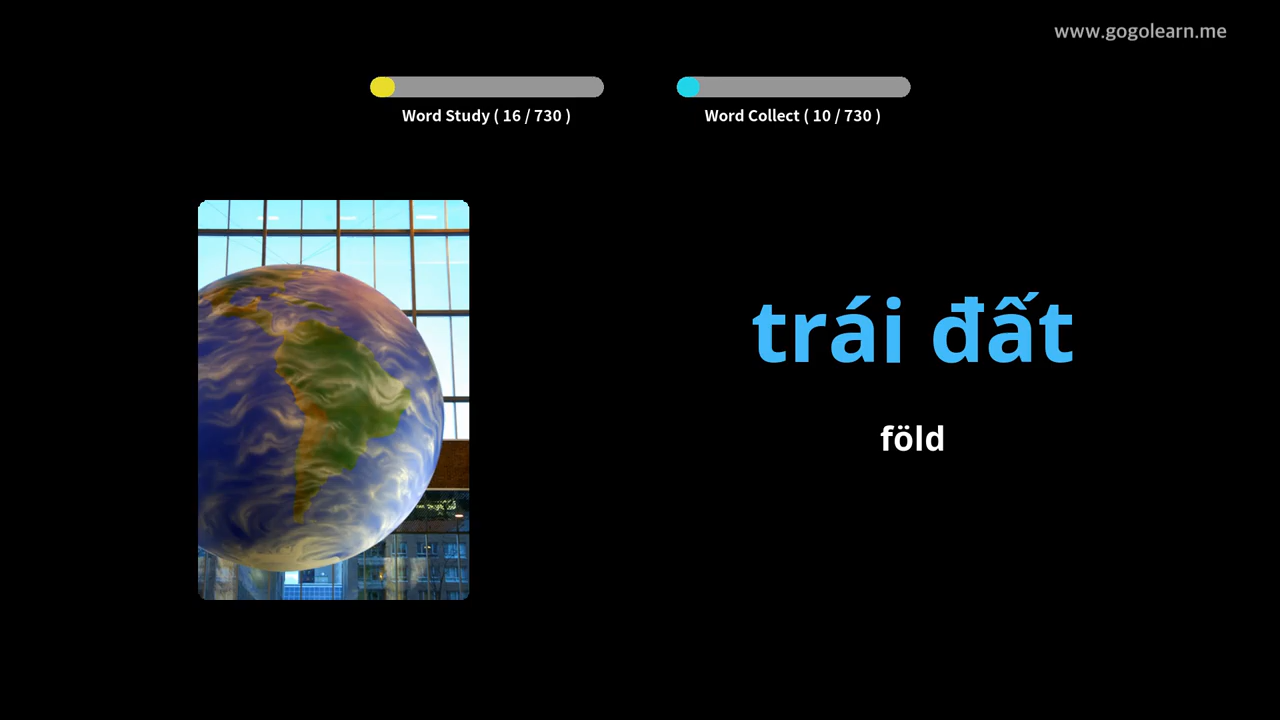 www.gogolearn.me
Word Study ( 16 / 730 )
Word Collect ( 10 / 730 )
trái đất
föld